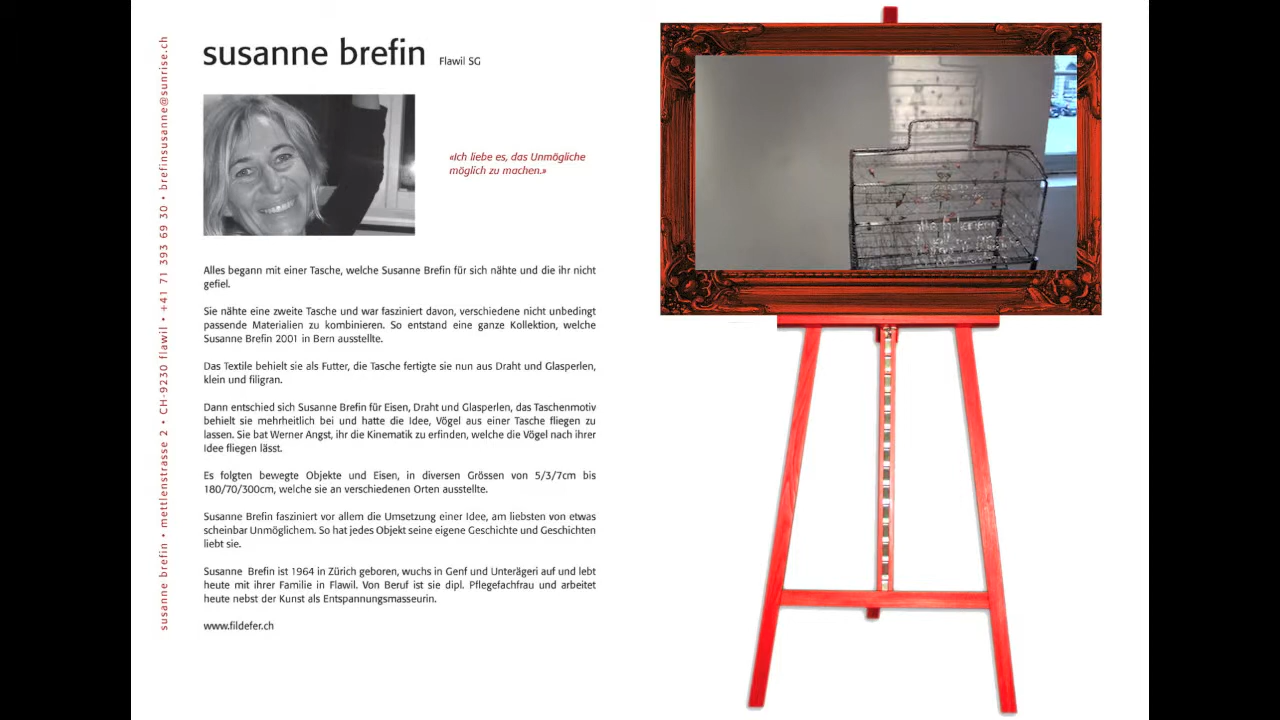 susanne brefin Flawil SG
susanne brefin • mettlenstrasse 2 • CH-9230 flawil • +41 71 393 69 30 • brefinsusanne@sunrise.ch
«Ich liebe es, das Unmögliche
möglich zu machen.»
Alles begann mit einer Tasche, welche Susanne Brefin für sich nähte und die ihr nicht
gefiel.
Sie nähte eine zweite Tasche und war fasziniert davon, verschiedene nicht unbedingt
passende Materialien zu kombinieren. So entstand eine ganze Kollektion, welche
Susanne Brefin 2001 in Bern ausstellte.
Das Textile behielt sie als Futter, die Tasche fertigte sie nun aus Draht und Glasperlen,
klein und filigran.
Dann entschied sich Susanne Brefin für Eisen, Draht und Glasperlen, das Taschenmotiv
behielt sie mehrheitlich bei und hatte die Idee, Vögel aus einer Tasche fliegen zu
lassen. Sie bat Werner Angst, ihr die Kinematik zu erfinden, welche die Vögel nach ihrer
Idee fliegen lässt.
Es folgten bewegte Objekte und Eisen, in diversen Grössen von 5/3/7cm bis
180/70/300cm, welche sie an verschiedenen Orten ausstellte.
Susanne Brefin fasziniert vor allem die Umsetzung einer Idee, am liebsten von etwas
scheinbar Unmöglichem. So hat jedes Objekt seine eigene Geschichte und Geschichten
liebt sie.
Susanne Brefin ist 1964 in Zürich geboren, wuchs in Genf und Unterägeri auf und lebt
heute mit ihrer Familie in Flawil. Von Beruf ist sie dipl. Pflegefachfrau und arbeitet
heute nebst der Kunst als Entspannungsmasseurin.
www.fildefer.ch